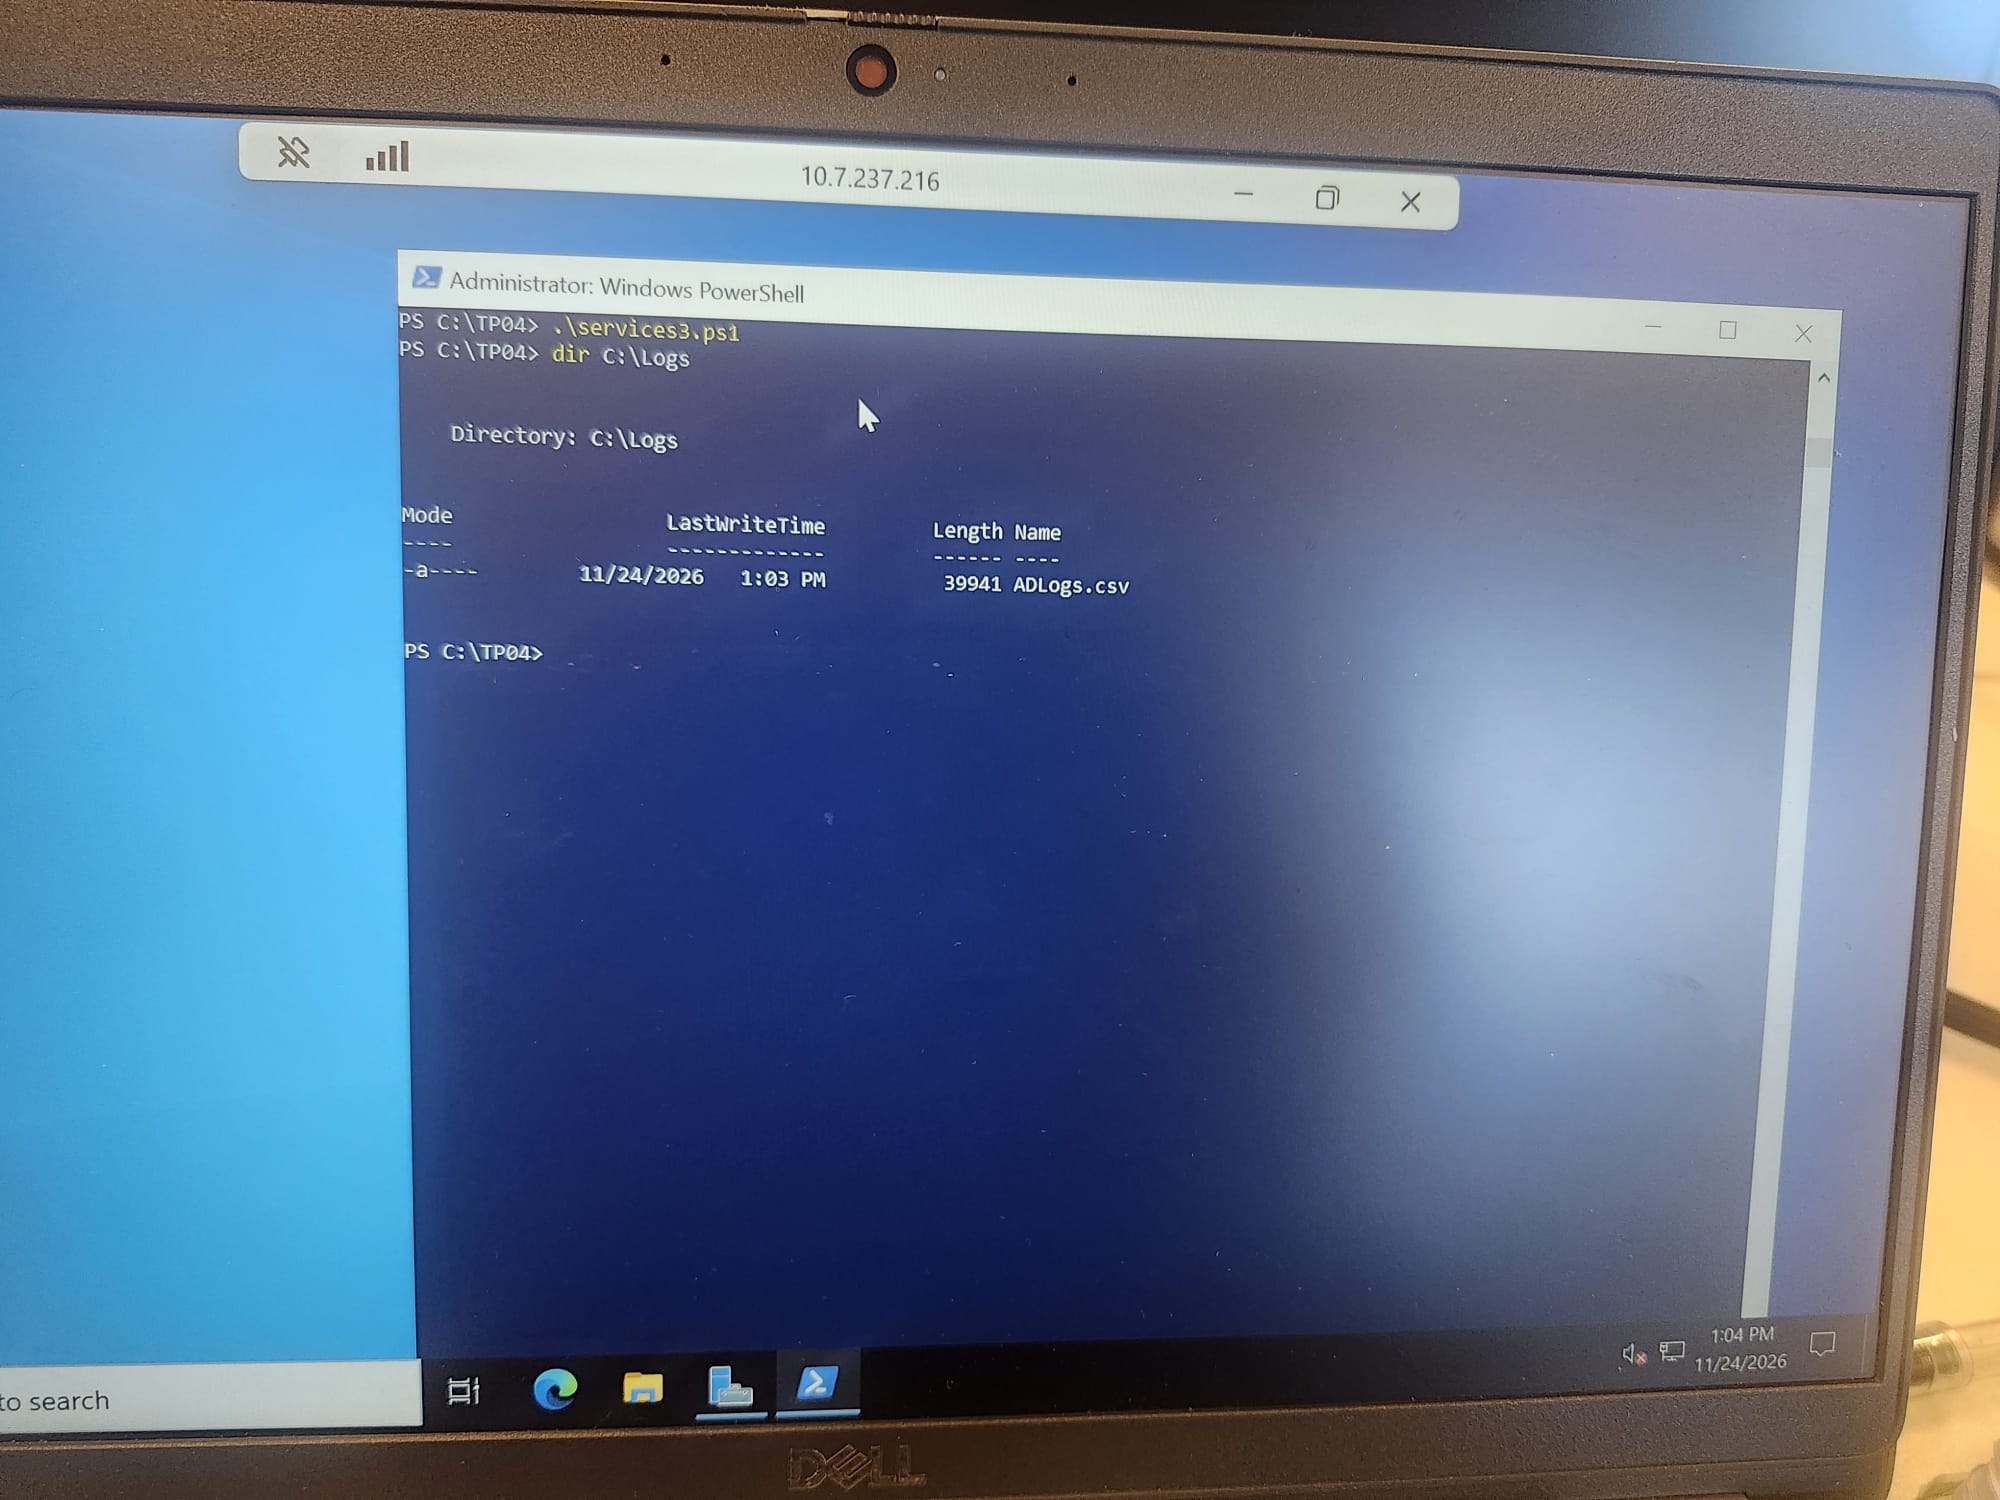 10.7.237.216
Administrator: Windows PowerShell
PS C:\TP04> .\services3.ps1
PS C:\TP04> dir C:\Logs
Directory: C:\Logs
Mode LastWriteTime Length Name
---- ------------- ------ ----
-a---- 11/24/2026 1:03 PM 39941 ADLogs.csv
PS C:\TP04>
to search
1:04 PM
11/24/2026
DELL